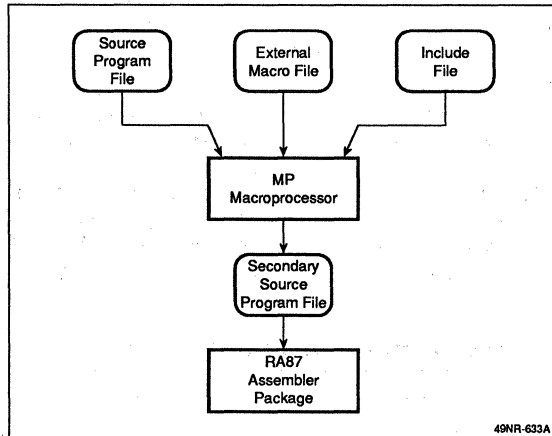 Source
Program
File
External
Macro File
Include
File
MP
Macroprocessor
Secondary
Source
Program File
RA87
Assembler
Package
49NR-633A